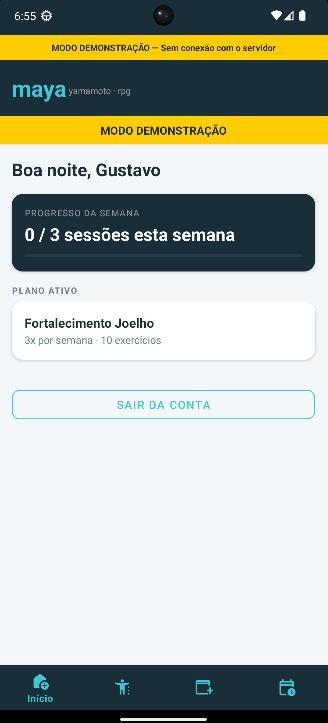 6:55
MODO DEMONSTRAÇÃO — Sem conexão com o servidor
maya yamamoto · rpg
MODO DEMONSTRAÇÃO
Boa noite, Gustavo
PROGRESSO DA SEMANA
0 / 3 sessões esta semana
PLANO ATIVO
Fortalecimento Joelho
3x por semana · 10 exercícios
SAIR DA CONTA
Início